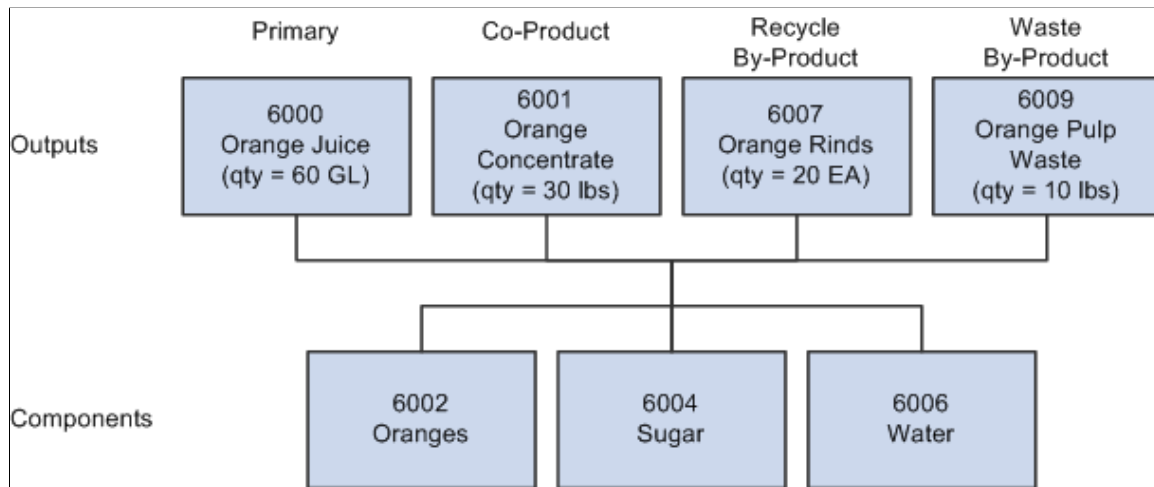 Primary
Co-Product
Recycle
By-Product
Waste
By-Product
Outputs
6000
Orange Juice
(qty = 60 GL)
6001
Orange
Concentrate
(qty = 30 lbs)
6007
Orange Rinds
(qty = 20 EA)
6009
Orange Pulp
Waste
(qty = 10 lbs)
Components
6002
Oranges
6004
Sugar
6006
Water